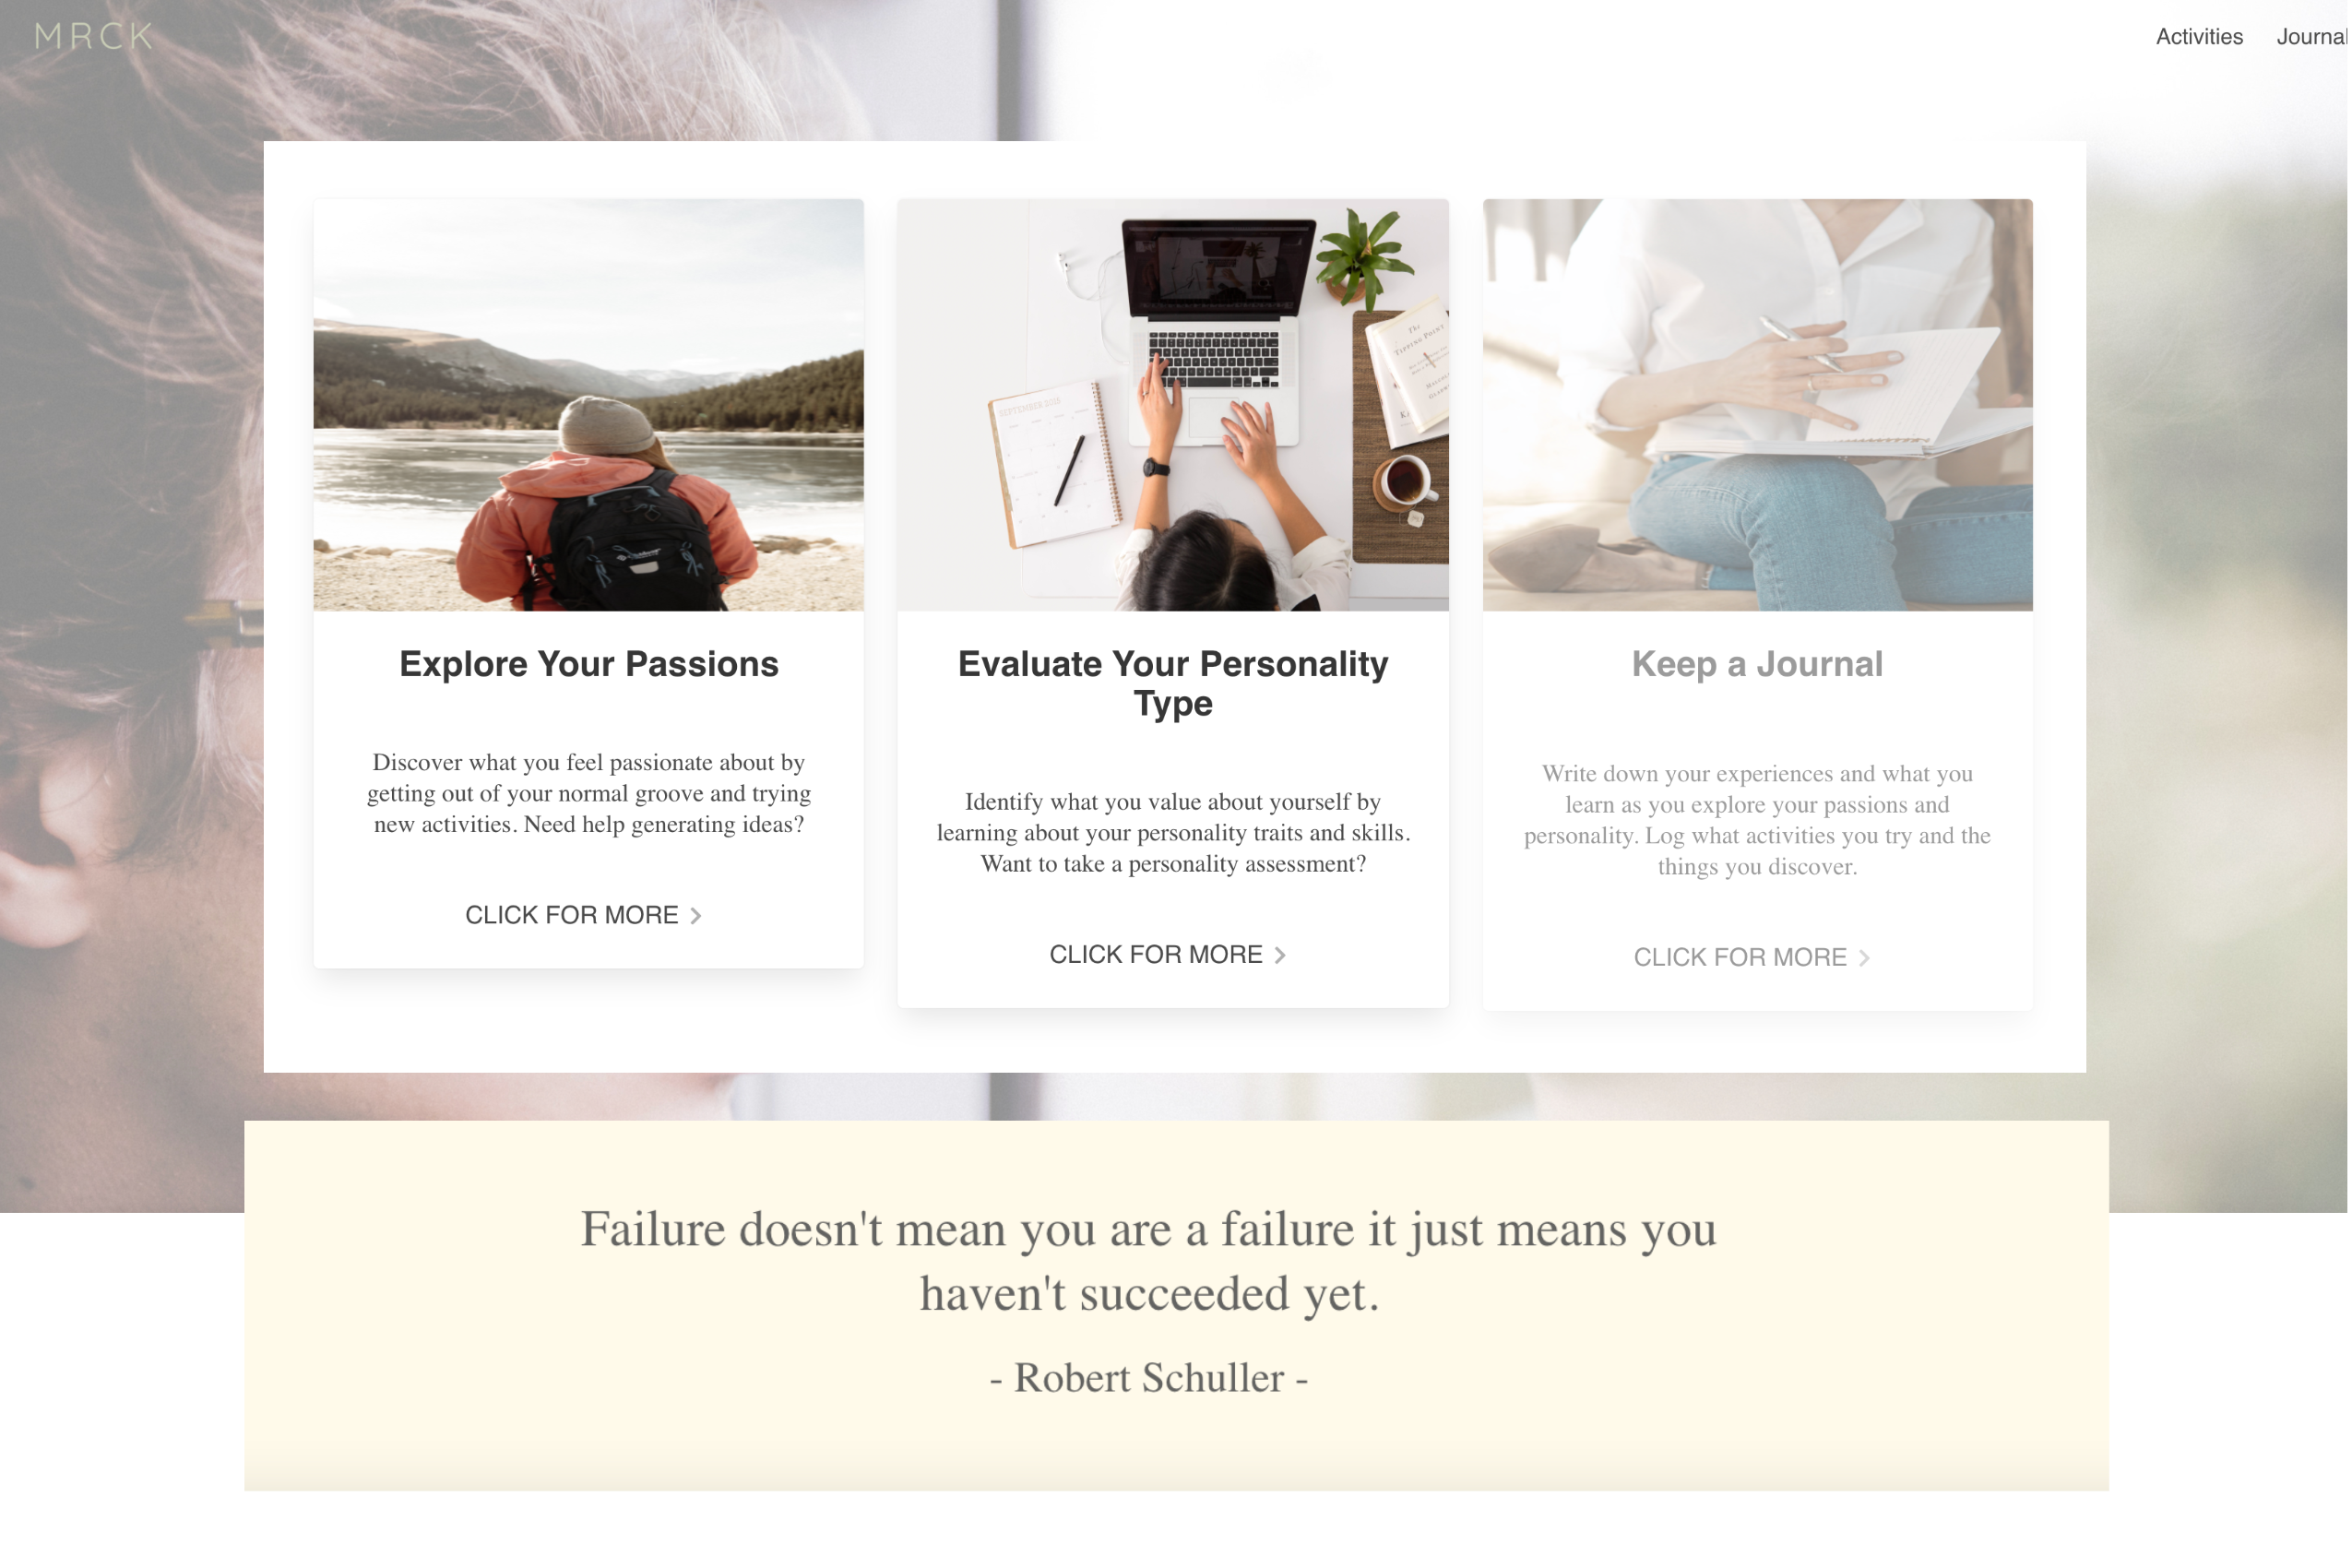 MRCK
Activities Journal
SEPTEMBER
The
TIPPING POINT
Explore Your Passions
Discover what you feel passionate about by
getting out of your normal groove and trying
new activities. Need help generating ideas?
CLICK FOR MORE
Evaluate Your Personality
Type
Identify what you value about yourself by
learning about your personality traits and skills.
Want to take a personality assessment?
CLICK FOR MORE
Keep a Journal
Write down your experiences and what you
learn as you explore your passions and
personality. Log what activities you try and the
things you discover.
CLICK FOR MORE
Failure doesn't mean you are a failure it just means you
haven't succeeded yet.
- Robert Schuller -